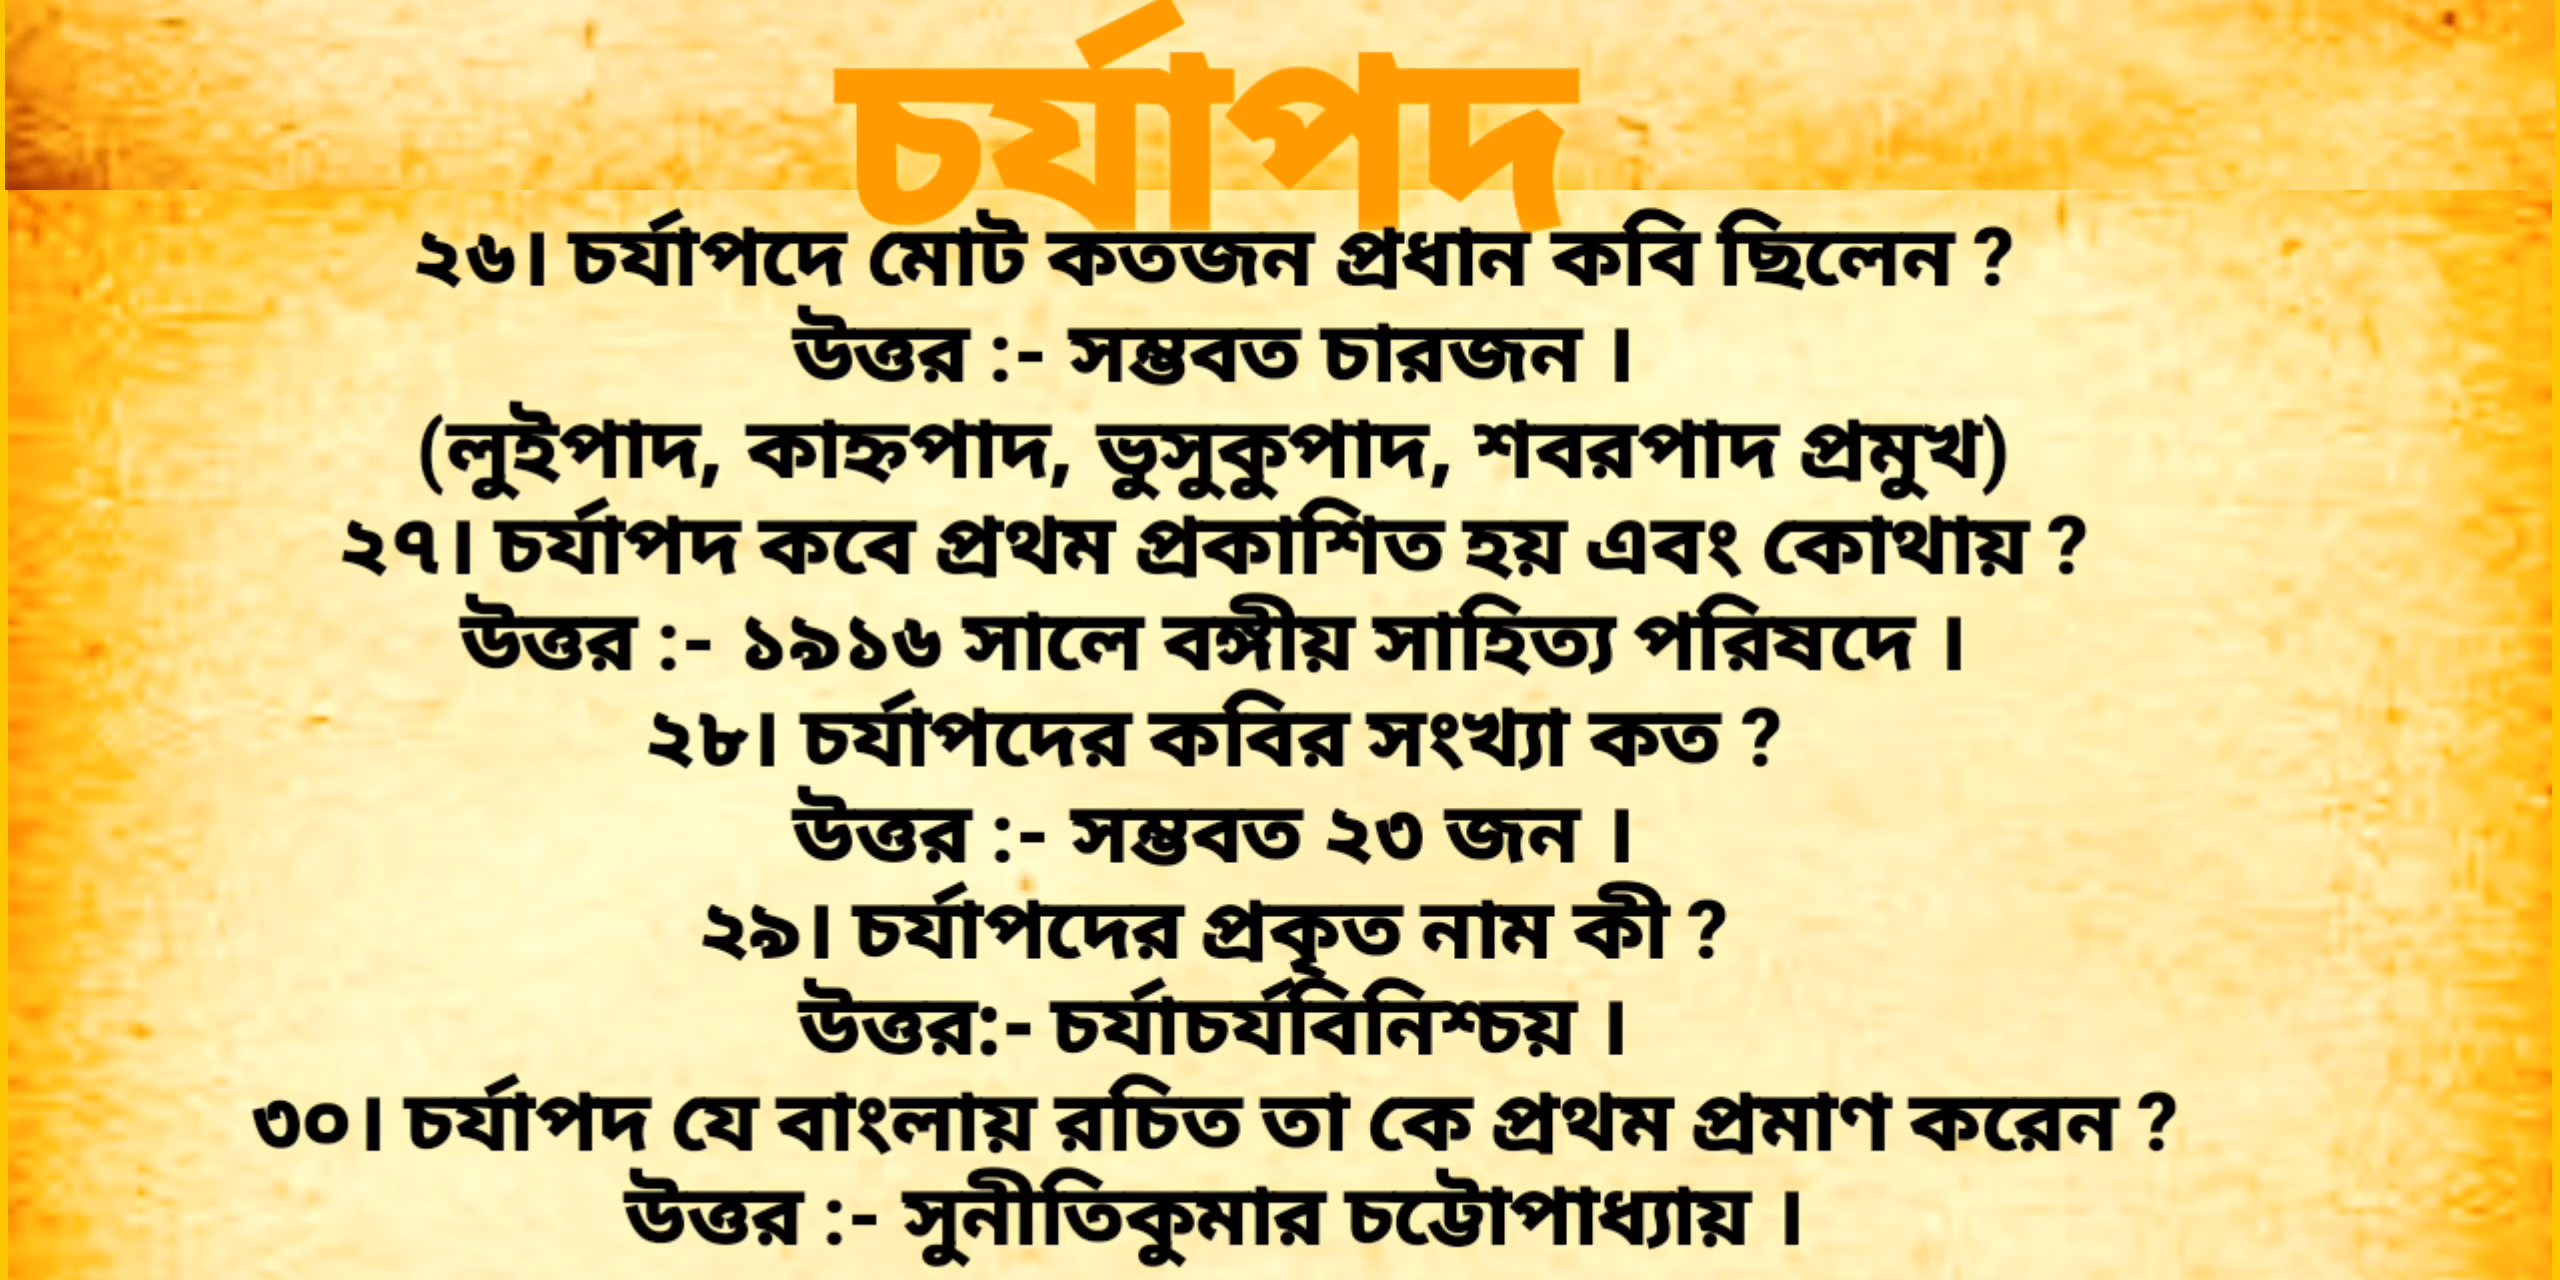 চর্যাপদ
২৬। চর্যাপদে মোট কতজন প্রধান কবি ছিলেন ?
উত্তর :- সম্ভবত চারজন ।
(লুইপাদ, কাহ্নপাদ, ভুসুকুপাদ, শবরপাদ প্রমুখ)
২৭। চর্যাপদ কবে প্রথম প্রকাশিত হয় এবং কোথায় ?
উত্তর :- ১৯১৬ সালে বঙ্গীয় সাহিত্য পরিষদে ।
২৮। চর্যাপদের কবির সংখ্যা কত ?
উত্তর :- সম্ভবত ২৩ জন ।
২৯। চর্যাপদের প্রকৃত নাম কী ?
উত্তর:- চর্যাচর্যবিনিশ্চয় ।
৩০। চর্যাপদ যে বাংলায় রচিত তা কে প্রথম প্রমাণ করেন ?
উত্তর :- সুনীতিকুমার চট্টোপাধ্যায় ।